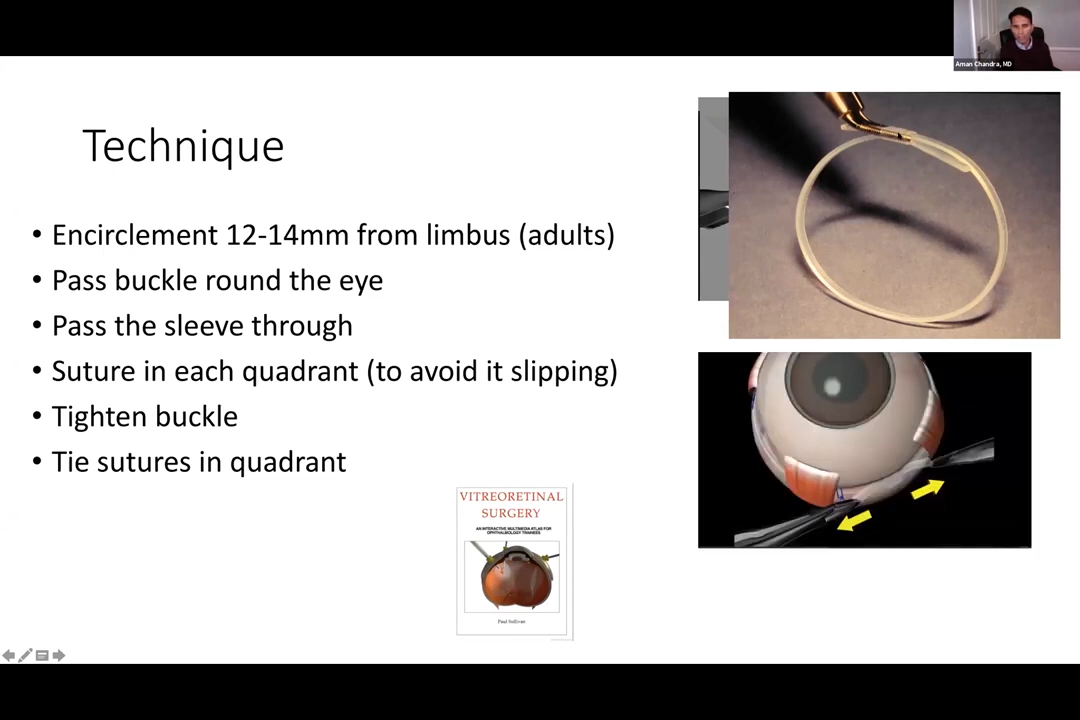 Aman Chandra, MD
Technique
• Encirclement 12-14mm from limbus (adults)
• Pass buckle round the eye
• Pass the sleeve through
• Suture in each quadrant (to avoid it slipping)
• Tighten buckle
• Tie sutures in quadrant
VITREORETINAL
SURGERY
AN INTERACTIVE MULTIMEDIA ATLAS FOR
OPHTHALMOLOGY TRAINEES
Paul Sullivan